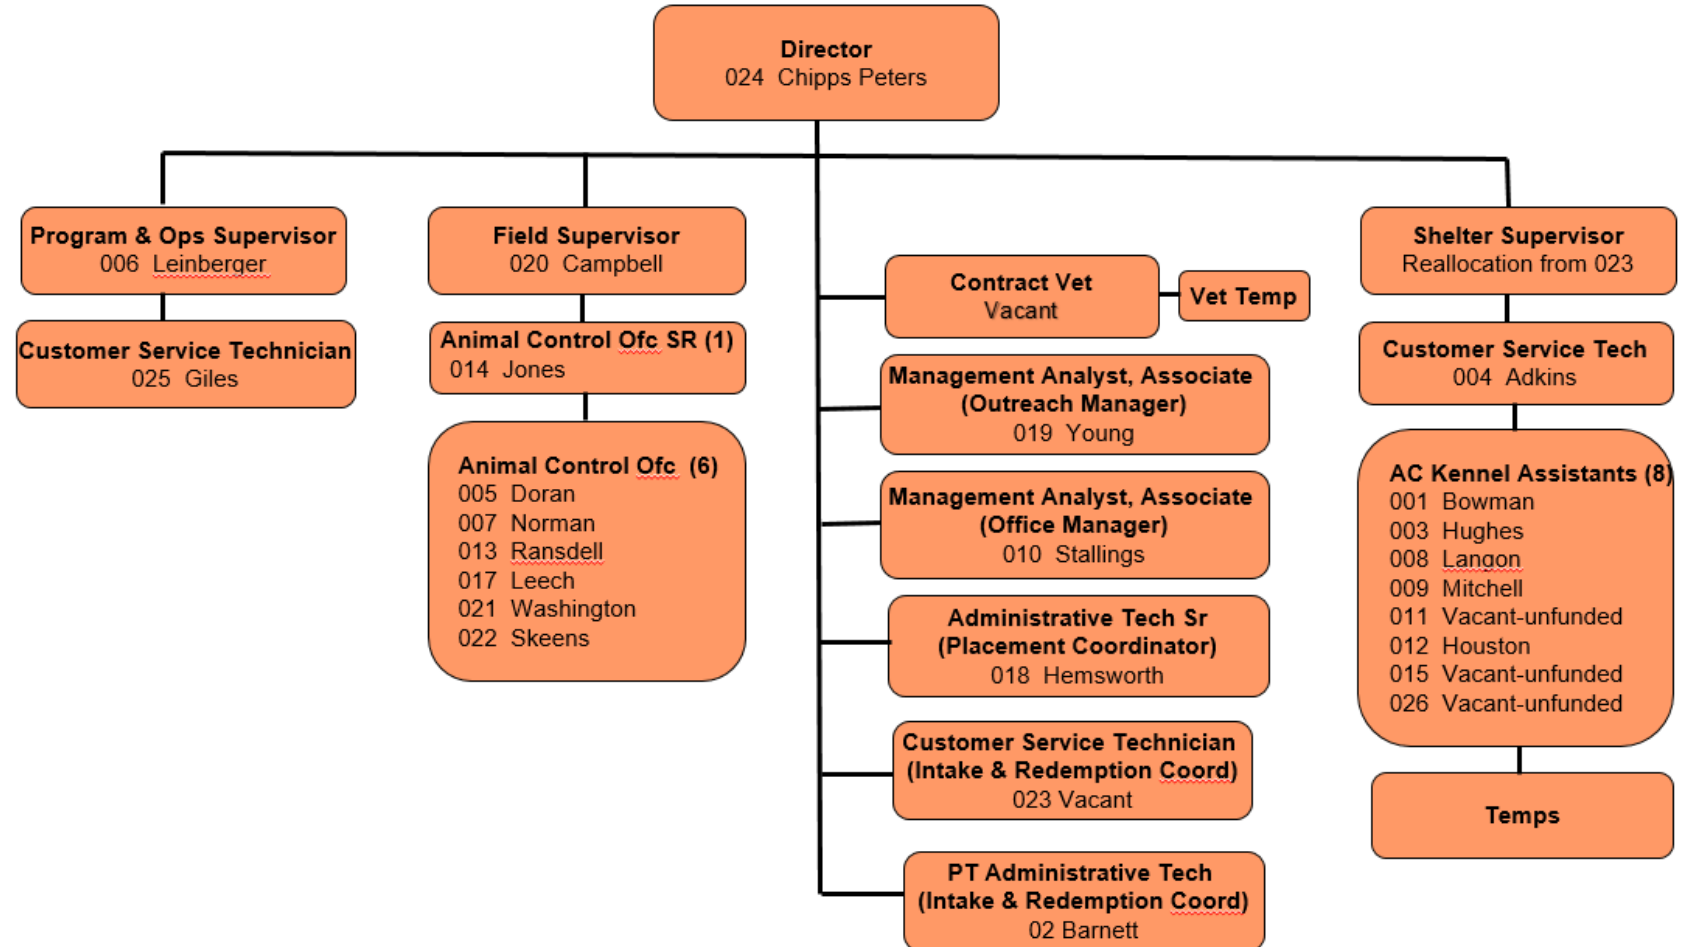 Director
024 Chipps Peters
Program & Ops Supervisor
006 Leinberger
Customer Service Technician
025 Giles
Field Supervisor
020 Campbell
Animal Control Ofc SR (1)
014 Jones
Animal Control Ofc (6)
005 Doran
007 Norman
013 Ransdell
017 Leech
021 Washington
022 Skeens
Contract Vet
Vacant
Vet Temp
Management Analyst, Associate
(Outreach Manager)
019 Young
Management Analyst, Associate
(Office Manager)
010 Stallings
Administrative Tech Sr
(Placement Coordinator)
018 Hemsworth
Customer Service Technician
(Intake & Redemption Coord)
023 Vacant
PT Administrative Tech
(Intake & Redemption Coord)
02 Barnett
Shelter Supervisor
Reallocation from 023
Customer Service Tech
004 Adkins
AC Kennel Assistants (8)
001 Bowman
003 Hughes
008 Langon
009 Mitchell
011 Vacant-unfunded
012 Houston
015 Vacant-unfunded
026 Vacant-unfunded
Temps